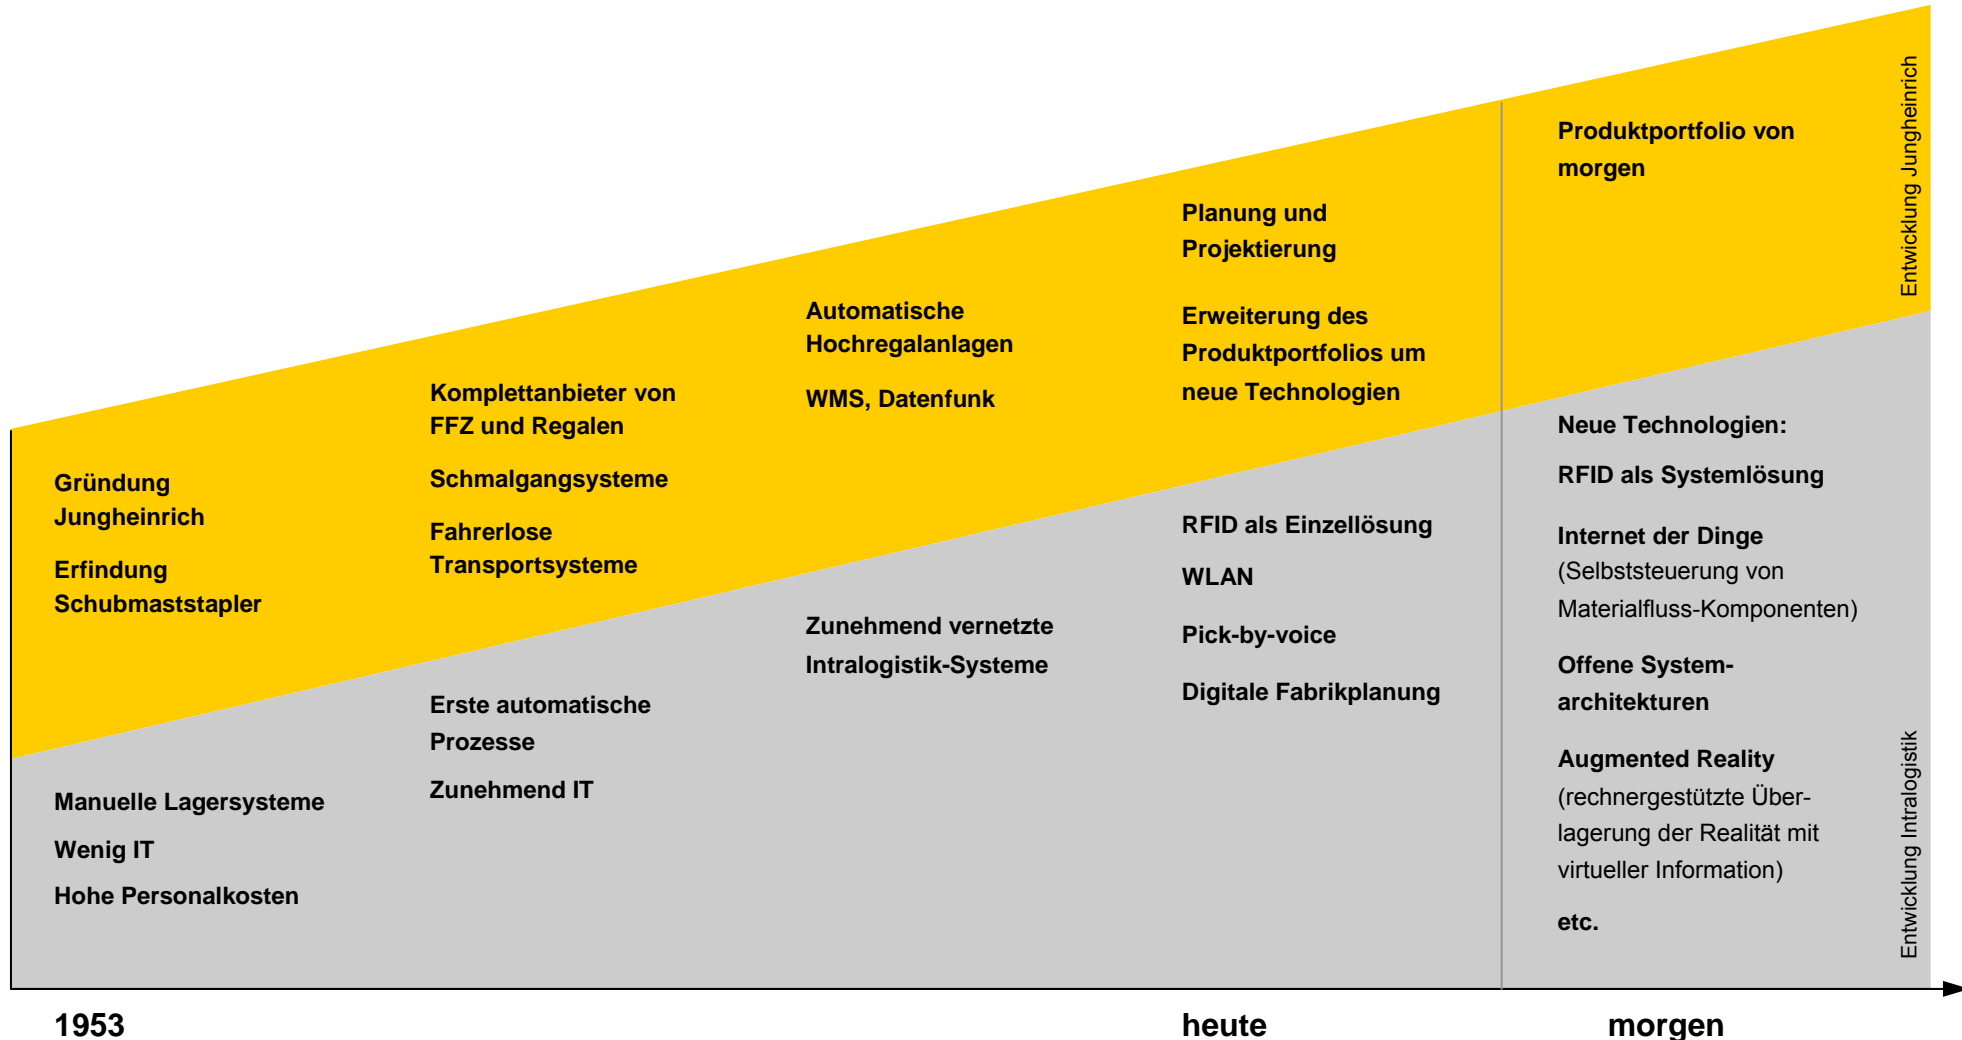 Gründung
Jungheinrich
Erfindung
Schubmaststapler
Manuelle Lagersysteme
Wenig IT
Hohe Personalkosten
Komplettanbieter von
FFZ und Regalen
Schmalgangsysteme
Fahrerlose
Transportsysteme
Erste automatische
Prozesse
Zunehmend IT
Automatische
Hochregalanlagen
WMS, Datenfunk
Zunehmend vernetzte
Intralogistik-Systeme
Planung und
Projektierung
Erweiterung des
Produktportfolios um
neue Technologien
RFID als Einzellösung
WLAN
Pick-by-voice
Digitale Fabrikplanung
Produktportfolio von
morgen
Neue Technologien:
RFID als Systemlösung
Internet der Dinge
(Selbststeuerung von
Materialfluss-Komponenten)
Offene System-
architekturen
Augmented Reality
(rechnergestützte Über-
lagerung der Realität mit
virtueller Information)
etc.
Entwicklung Jungheinrich
Entwicklung Intralogistik
1953
heute
morgen